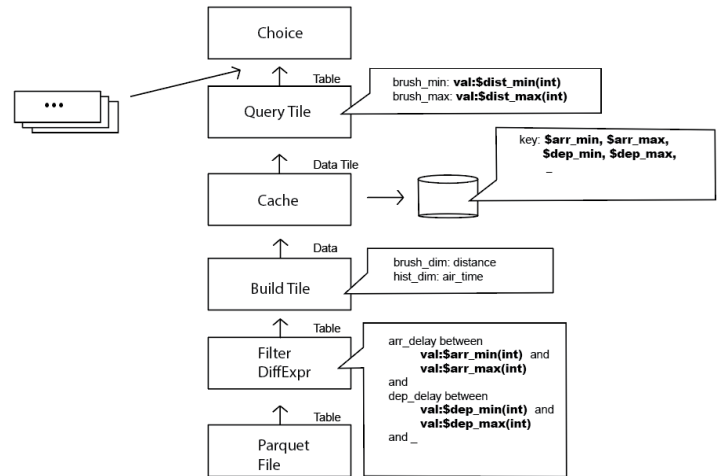 Choice
Table
brush_min: val:$dist_min(int)
brush_max: val:$dist_max(int)
•••
Query Tile
key: $arr_min, $arr_max,
$dep_min, $dep_max,
_
Data Tile
Cache
Data
brush_dim: distance
hist_dim: air_time
Build Tile
Table
Filter
DiffExpr
arr_delay between
val:$arr_min(int) and
val:$arr_max(int)
and
dep_delay between
val:$dep_min(int) and
val:$dep_max(int)
and _
Table
Parquet
File